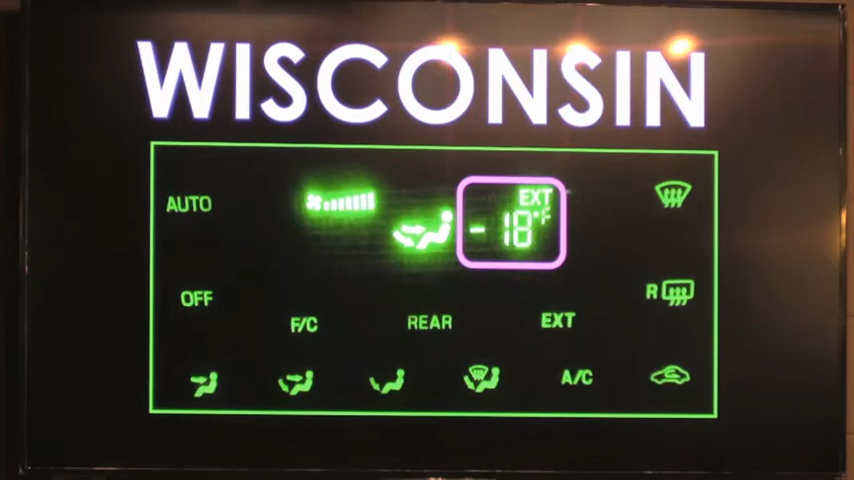 WISCONSIN
AUTO
EXT
-18°F
OFF
R
F/C REAR EXT
A/C